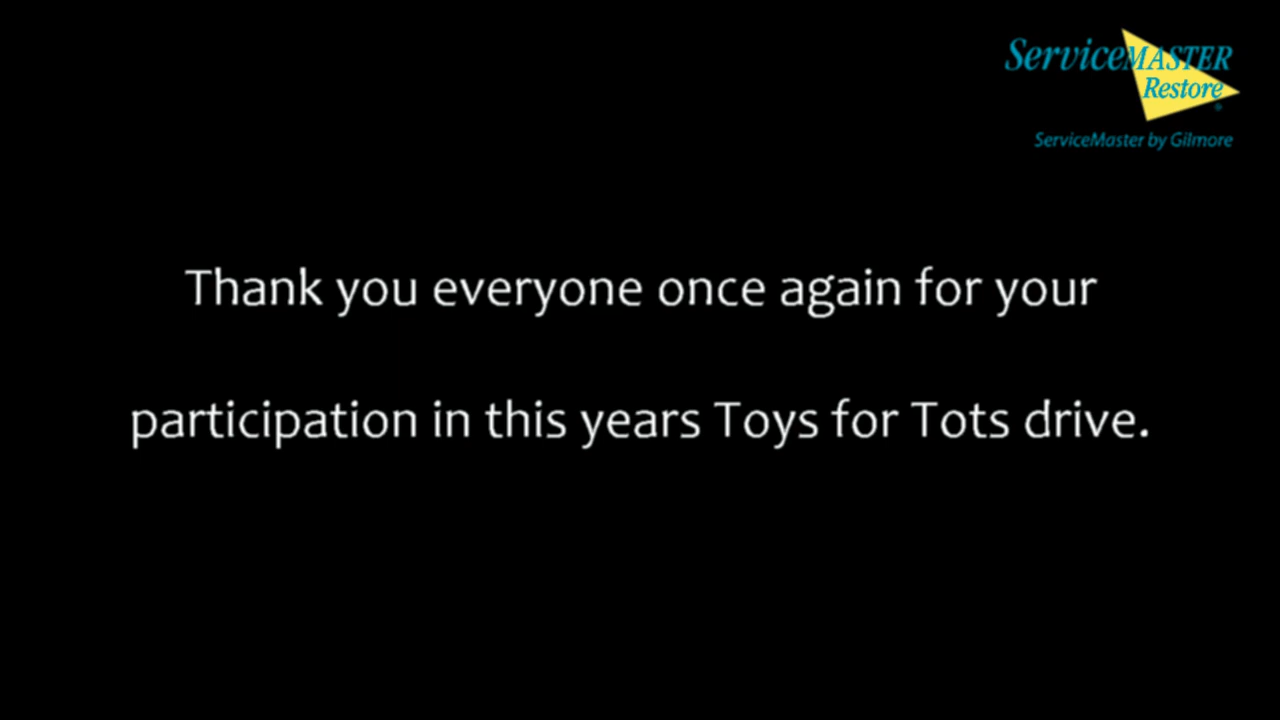 ServiceMASTER
Restore
ServiceMaster by Gilmore
Thank you everyone once again for your
participation in this years Toys for Tots drive.